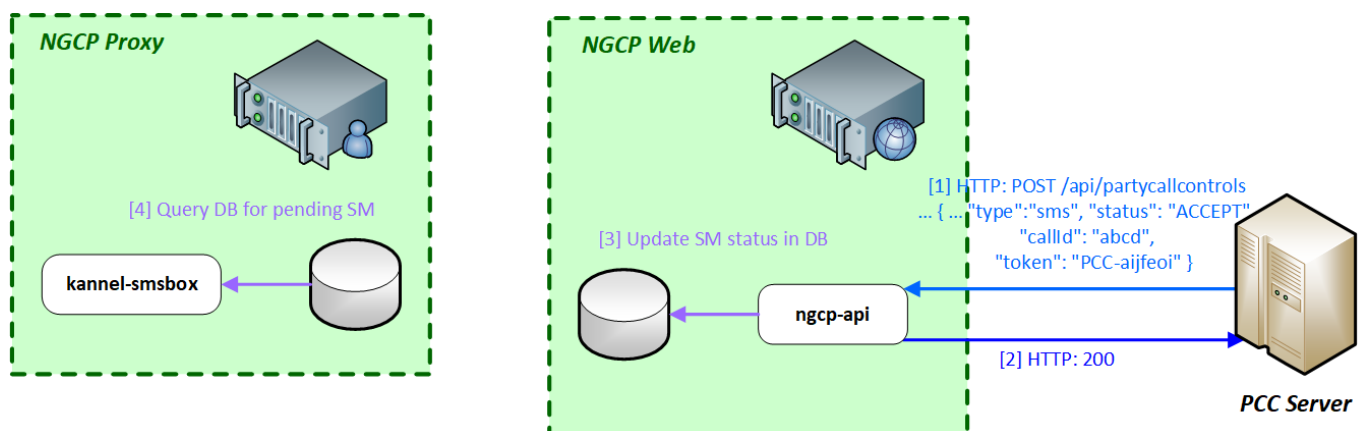 NGCP Proxy
[4] Query DB for pending SM
kannel-smsbox
NGCP Web
[3] Update SM status in DB
ngcp-api
[1] HTTP: POST /api/partycallcontrols
... { ... "type":"sms", "status": "ACCEPT"
"callId": "abcd",
"token": "PCC-aijfeoi" }
[2] HTTP: 200
PCC Server